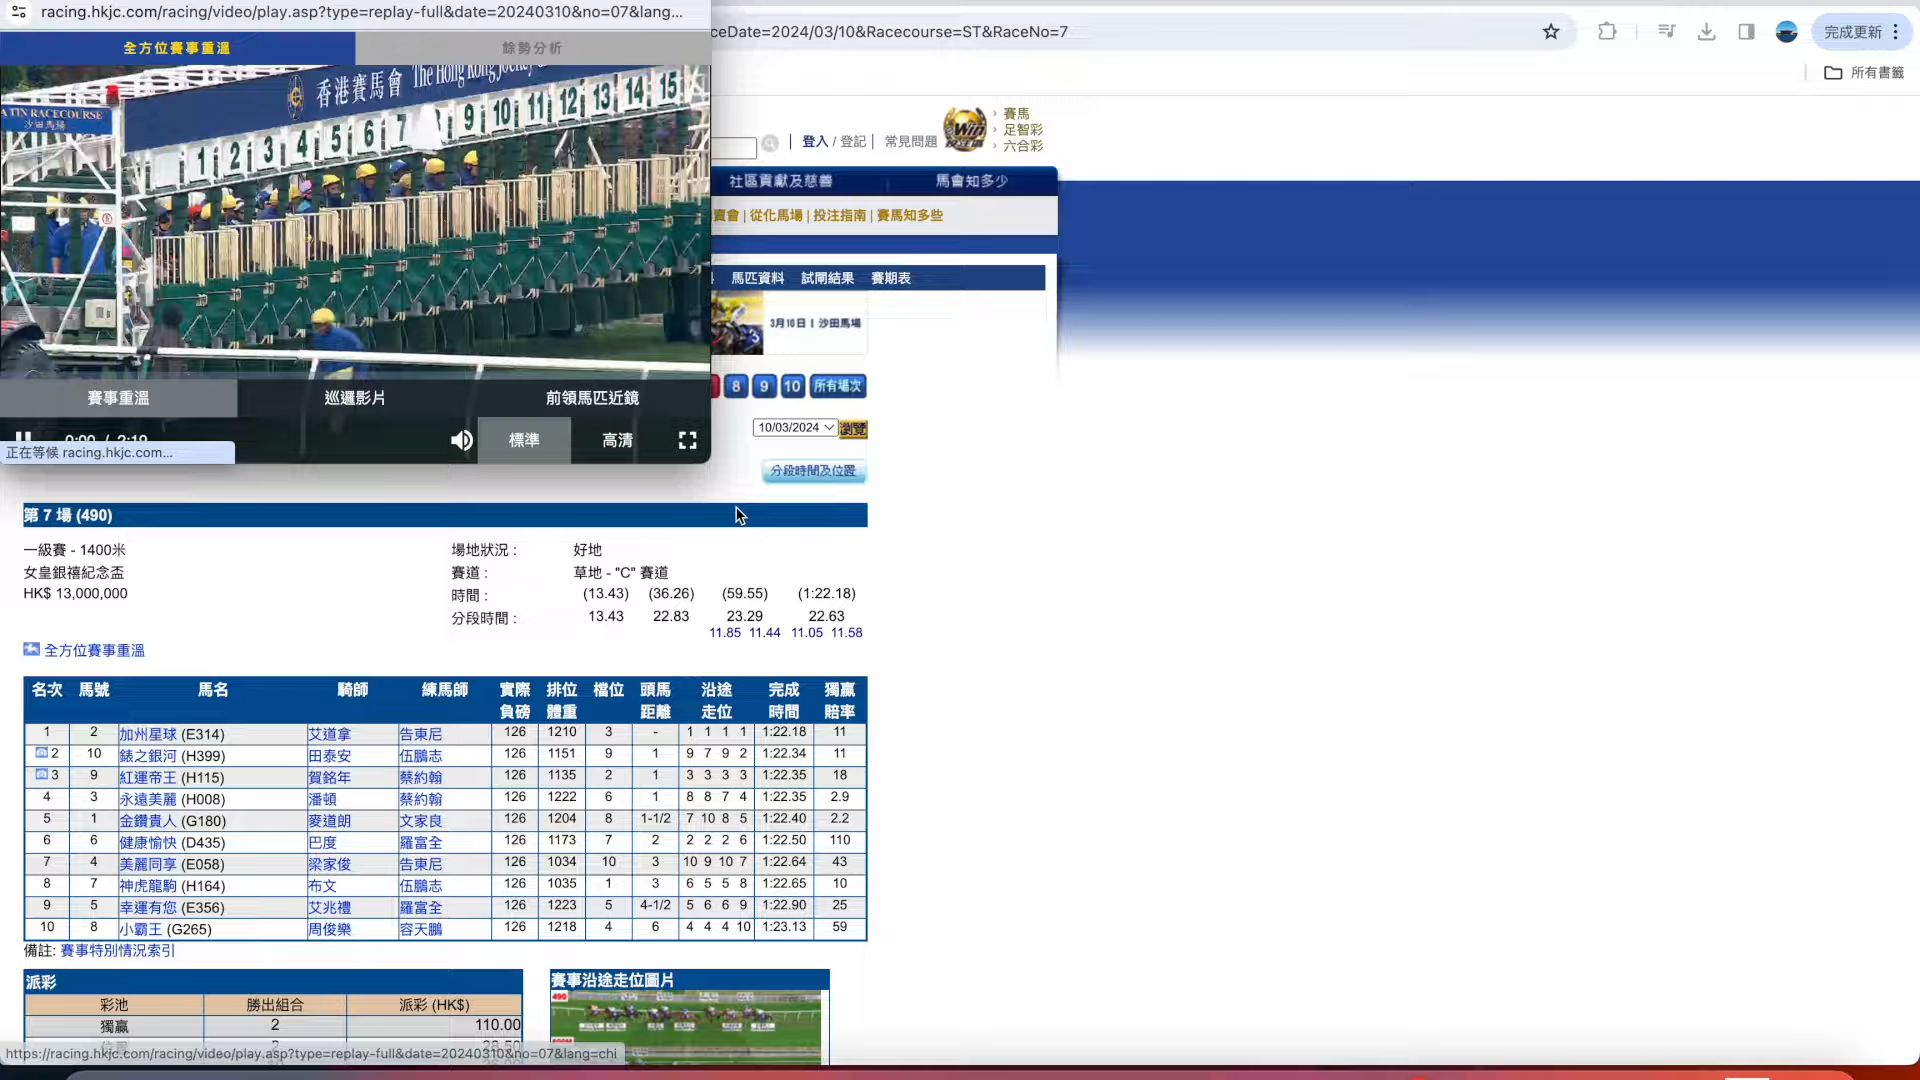 racing.hkjc.com/racing/video/play.asp?type=replay-full&date=20240310&no=07&lang...
ceDate=2024/03/10&Racecourse=ST&RaceNo=7
完成更新
所有書籤
全方位賽事重溫
餘勢分析
香港賽馬會 The Hong Kong Jockey
ATIN RACECOURSE
沙田馬場
1 2 3 4 5 6 7 9 10 11 12 13 14 15
登入 / 登記
常見問題
賽馬
足智彩
六合彩
社區貢獻及慈善
馬會知多少
賣會 | 從化馬場 | 投注指南 | 賽馬知多些
馬匹資料 試閘結果 賽期表
3月10日 | 沙田馬場
8 9 10 所有場次
賽事重溫
巡邏影片
前領馬匹近鏡
10/03/2024
瀏覽
0:00 / 2:19
標準
高清
正在等候 racing.hkjc.com...
分段時間及位置
第 7 場 (490)
一級賽 - 1400米
場地狀況 :
好地
女皇銀禧紀念盃
賽道 :
草地 - "C" 賽道
HK$ 13,000,000
時間 :
(13.43) (36.26) (59.55) (1:22.18)
分段時間 :
13.43 22.83 23.29 22.63
11.85 11.44 11.05 11.58
全方位賽事重溫
名次 馬號 馬名 騎師 練馬師 實際負磅 排位體重 檔位 頭馬距離 沿途走位 完成時間 獨贏賠率
1 2 加州星球 (E314) 艾道拿 告東尼 126 1210 3 - 1 1 1 1 1:22.18 11
2 10 錶之銀河 (H399) 田泰安 伍鵬志 126 1151 9 1 9 7 9 2 1:22.34 11
3 9 紅運帝王 (H115) 賀銘年 蔡約翰 126 1135 2 1 3 3 3 3 1:22.35 18
4 3 永遠美麗 (H008) 潘頓 蔡約翰 126 1222 6 1 8 8 7 4 1:22.35 2.9
5 1 金鑽貴人 (G180) 麥道朗 文家良 126 1204 8 1-1/2 7 10 8 5 1:22.40 2.2
6 6 健康愉快 (D435) 巴度 羅富全 126 1173 7 2 2 2 2 6 1:22.50 110
7 4 美麗同享 (E058) 梁家俊 告東尼 126 1034 10 3 10 9 10 7 1:22.64 43
8 7 神虎龍駒 (H164) 布文 伍鵬志 126 1035 1 3 6 5 5 8 1:22.65 10
9 5 幸運有您 (E356) 艾兆禮 羅富全 126 1223 5 4-1/2 5 6 6 9 1:22.90 25
10 8 小霸王 (G265) 周俊樂 容天鵬 126 1218 4 6 4 4 4 10 1:23.13 59
備註: 賽事特別情況索引
派彩
賽事沿途走位圖片
彩池 勝出組合 派彩 (HK$)
490
獨贏 2 110.00
https://racing.hkjc.com/racing/video/play.asp?type=replay-full&date=20240310&no=07&lang=chi